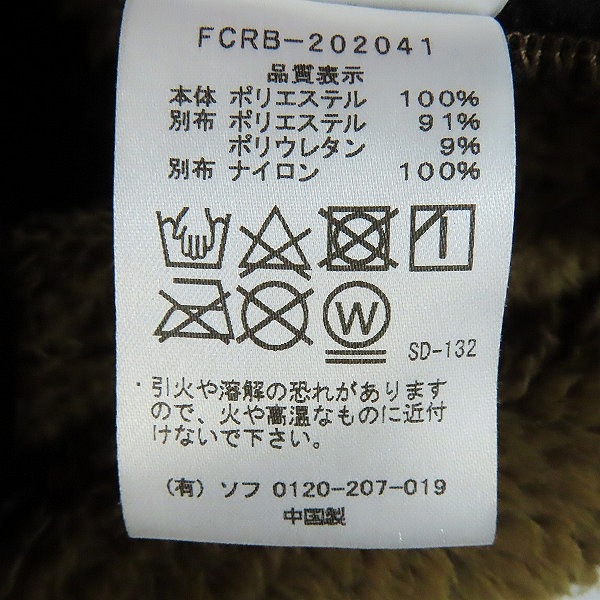 FCRB-202041
品質表示
本体 ポリエステル 100%
別布 ポリエステル 91%
ポリウレタン 9%
別布 ナイロン 100%
W
SD-132
・引火や溶解の恐れがあります
ので、火や高温なものに近付
けないで下さい。
(有) ソフ 0120-207-019
中国製